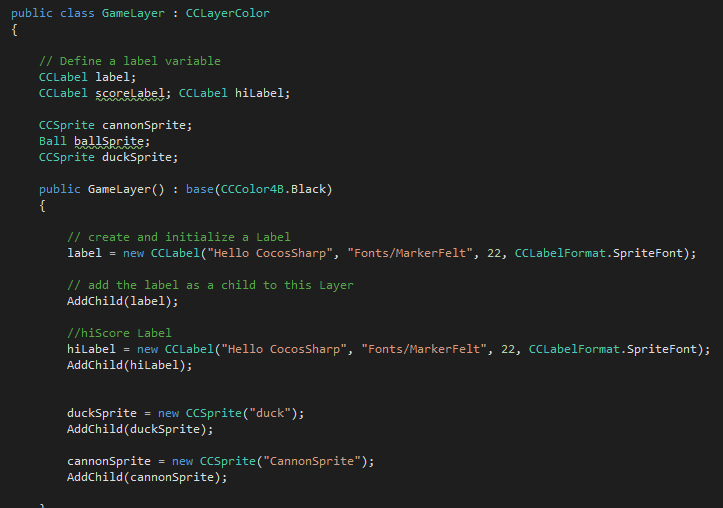 public class GameLayer : CCLayerColor
{
// Define a label variable
CCLabel label;
CCLabel scoreLabel; CCLabel hiLabel;
CCSprite cannonSprite;
Ball ballSprite;
CCSprite duckSprite;
public GameLayer() : base(CCColor4B.Black)
{
// create and initialize a Label
label = new CCLabel("Hello CocosSharp", "Fonts/MarkerFelt", 22, CCLabelFormat.SpriteFont);
// add the label as a child to this Layer
AddChild(label);
//hiScore Label
hiLabel = new CCLabel("Hello CocosSharp", "Fonts/MarkerFelt", 22, CCLabelFormat.SpriteFont);
AddChild(hiLabel);
duckSprite = new CCSprite("duck");
AddChild(duckSprite);
cannonSprite = new CCSprite("CannonSprite");
AddChild(cannonSprite);
}